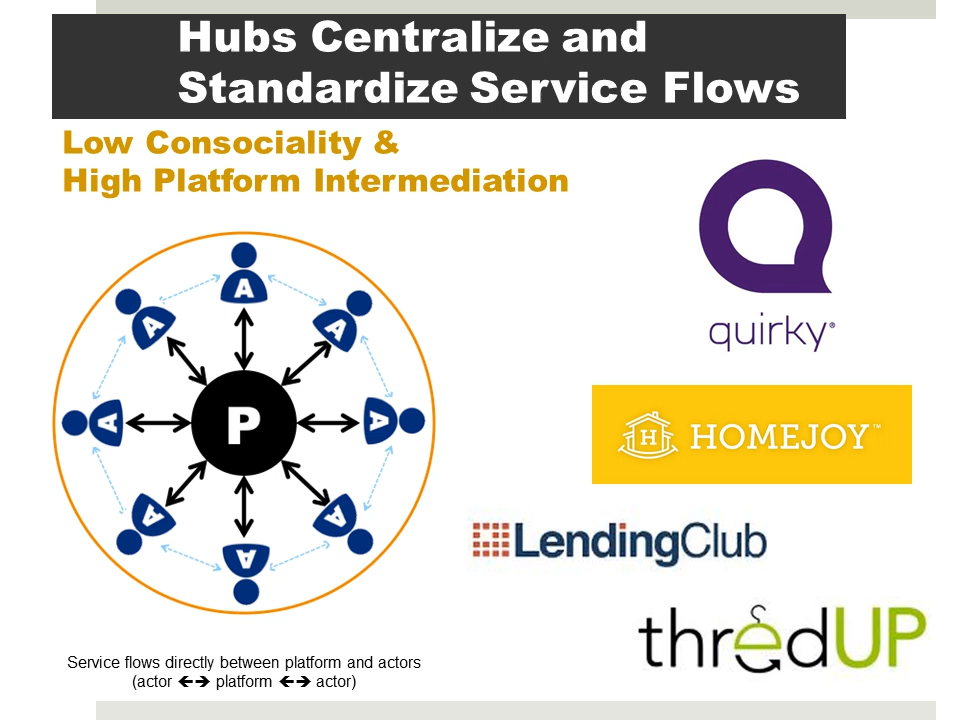 Hubs Centralize and
Standardize Service Flows
Low Consociality &
High Platform Intermediation
A
A
A
A
P
A
A
A
A
quirky®
H HOMEJOY™
LendingClub
thredUP
Service flows directly between platform and actors
(actor 🡸🡺 platform 🡸🡺 actor)